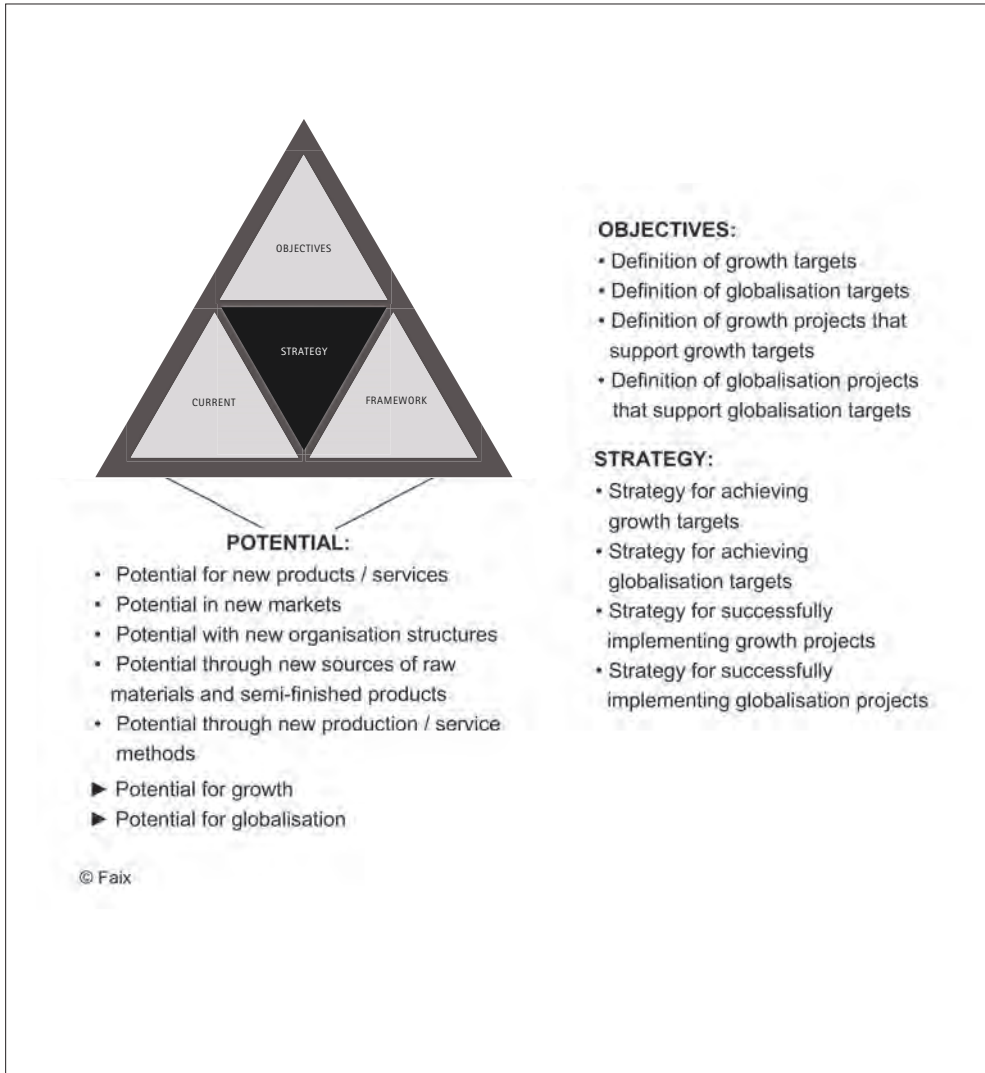 OBJECTIVES
STRATEGY
CURRENT
FRAMEWORK
POTENTIAL:
• Potential for new products / services
• Potential in new markets
• Potential with new organisation structures
• Potential through new sources of raw
materials and semi-finished products
• Potential through new production / service
methods
► Potential for growth
► Potential for globalisation
© Faix
OBJECTIVES:
• Definition of growth targets
• Definition of globalisation targets
• Definition of growth projects that
support growth targets
• Definition of globalisation projects
that support globalisation targets
STRATEGY:
• Strategy for achieving
growth targets
• Strategy for achieving
globalisation targets
• Strategy for successfully
implementing growth projects
• Strategy for successfully
implementing globalisation projects